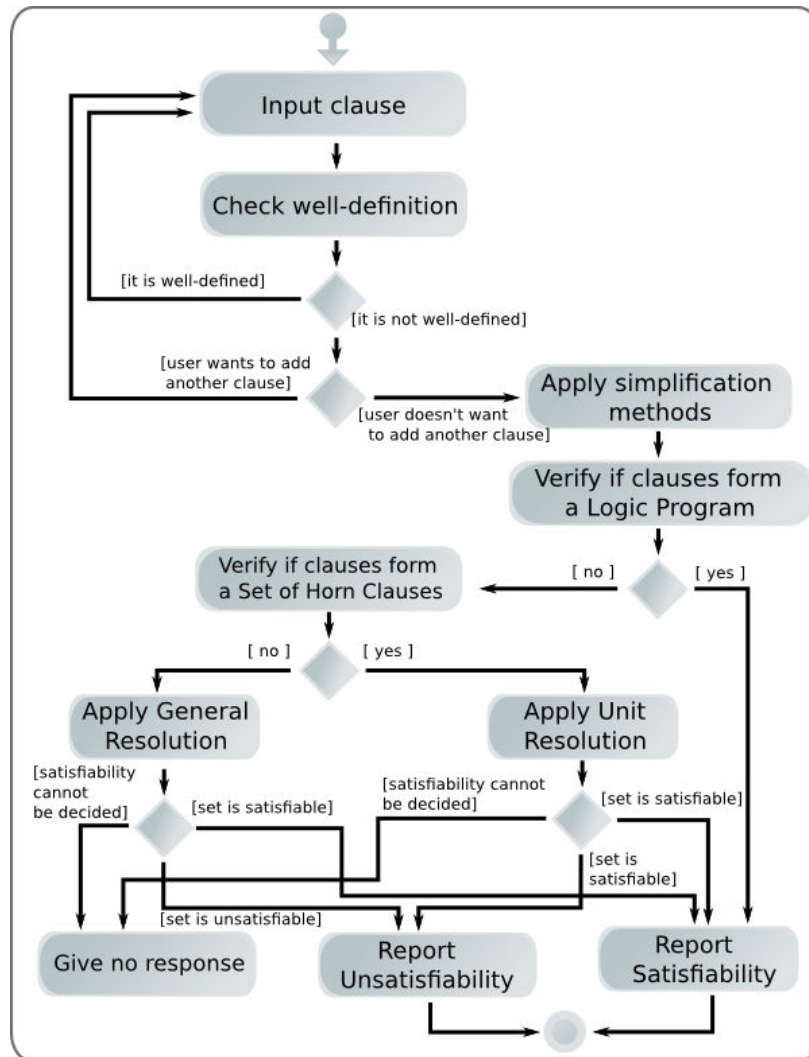 Input clause
Check well-definition
[it is well-defined]
[it is not well-defined]
[user wants to add
another clause]
[user doesn't want
to add another clause]
Apply simplification
methods
Verify if clauses form
a Logic Program
[ no ]
[ yes ]
Verify if clauses form
a Set of Horn Clauses
[ no ]
[ yes ]
Apply General
Resolution
Apply Unit
Resolution
[satisfiability
cannot
be decided]
[set is satisfiable]
[satisfiability cannot
be decided]
[set is satisfiable]
[set is
satisfiable]
[set is unsatisfiable]
Give no response
Report
Unsatisfiability
Report
Satisfiability